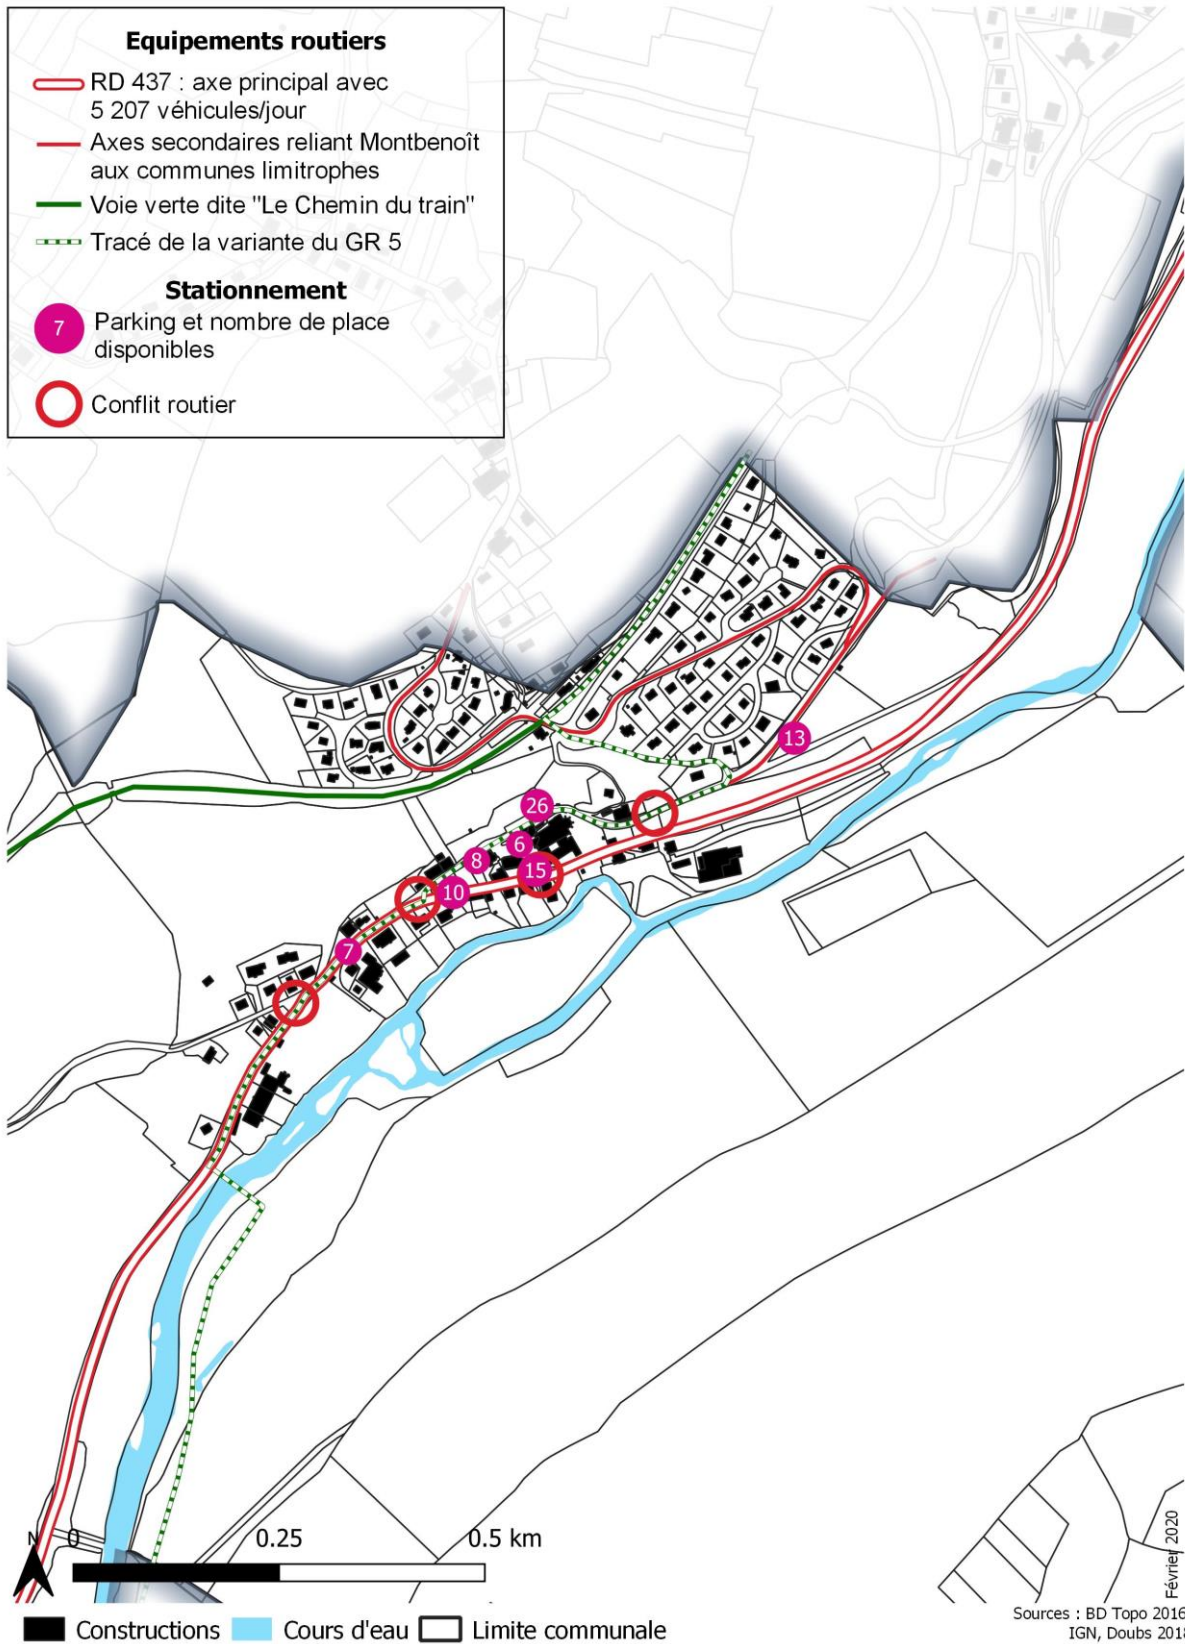 Equipements routiers
RD 437 : axe principal avec
5 207 véhicules/jour
Axes secondaires reliant Montbenoît
aux communes limitrophes
Voie verte dite "Le Chemin du train"
Tracé de la variante du GR 5
Stationnement
7
Parking et nombre de place
disponibles
Conflit routier
13
26
6
8
15
10
7
N
0 0.25 0.5 km
Constructions Cours d'eau Limite communale
Février 2020
Sources : BD Topo 2016
IGN, Doubs 2018